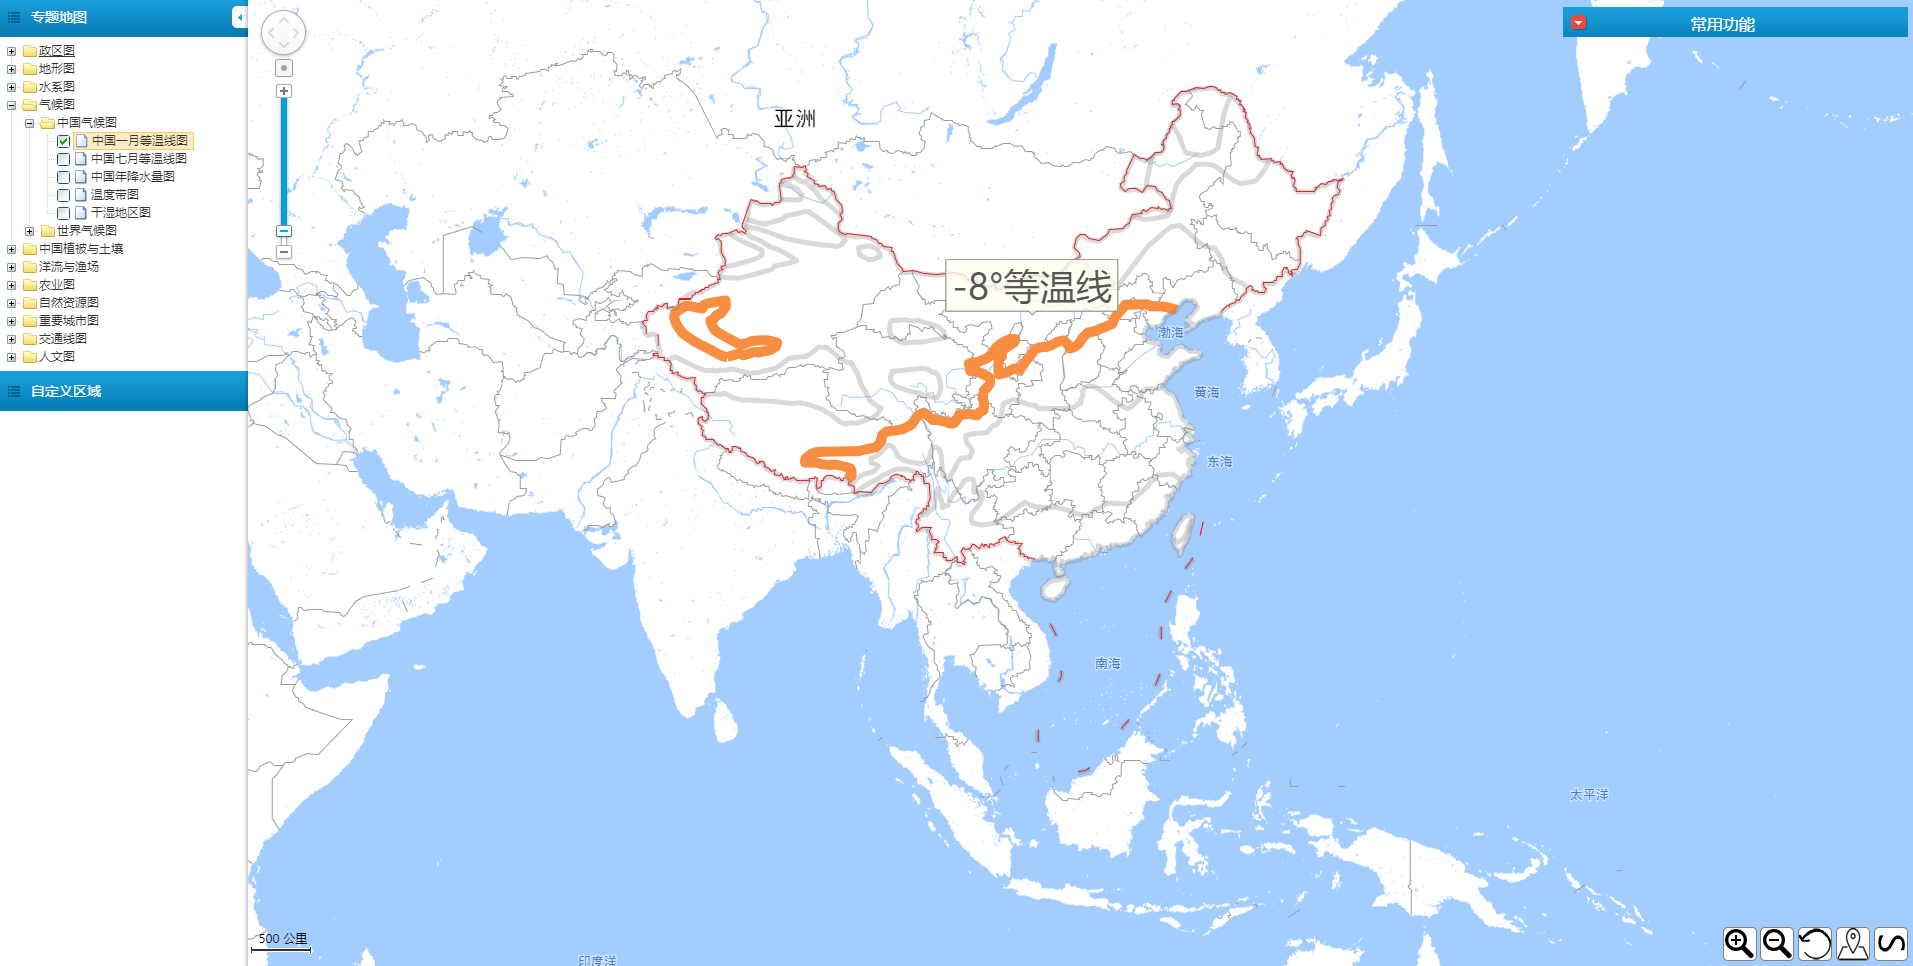 专题地图
政区图
地形图
水系图
气候图
中国气候图
中国一月等温线图
中国七月等温线图
中国年降水量图
温度带图
干湿地区图
世界气候图
中国植被与土壤
洋流与渔场
农业图
自然资源图
重要城市图
交通线图
人文图
自定义区域
常用功能
亚洲
-8°等温线
渤海
黄海
东海
南海
太平洋
500 公里
印度洋